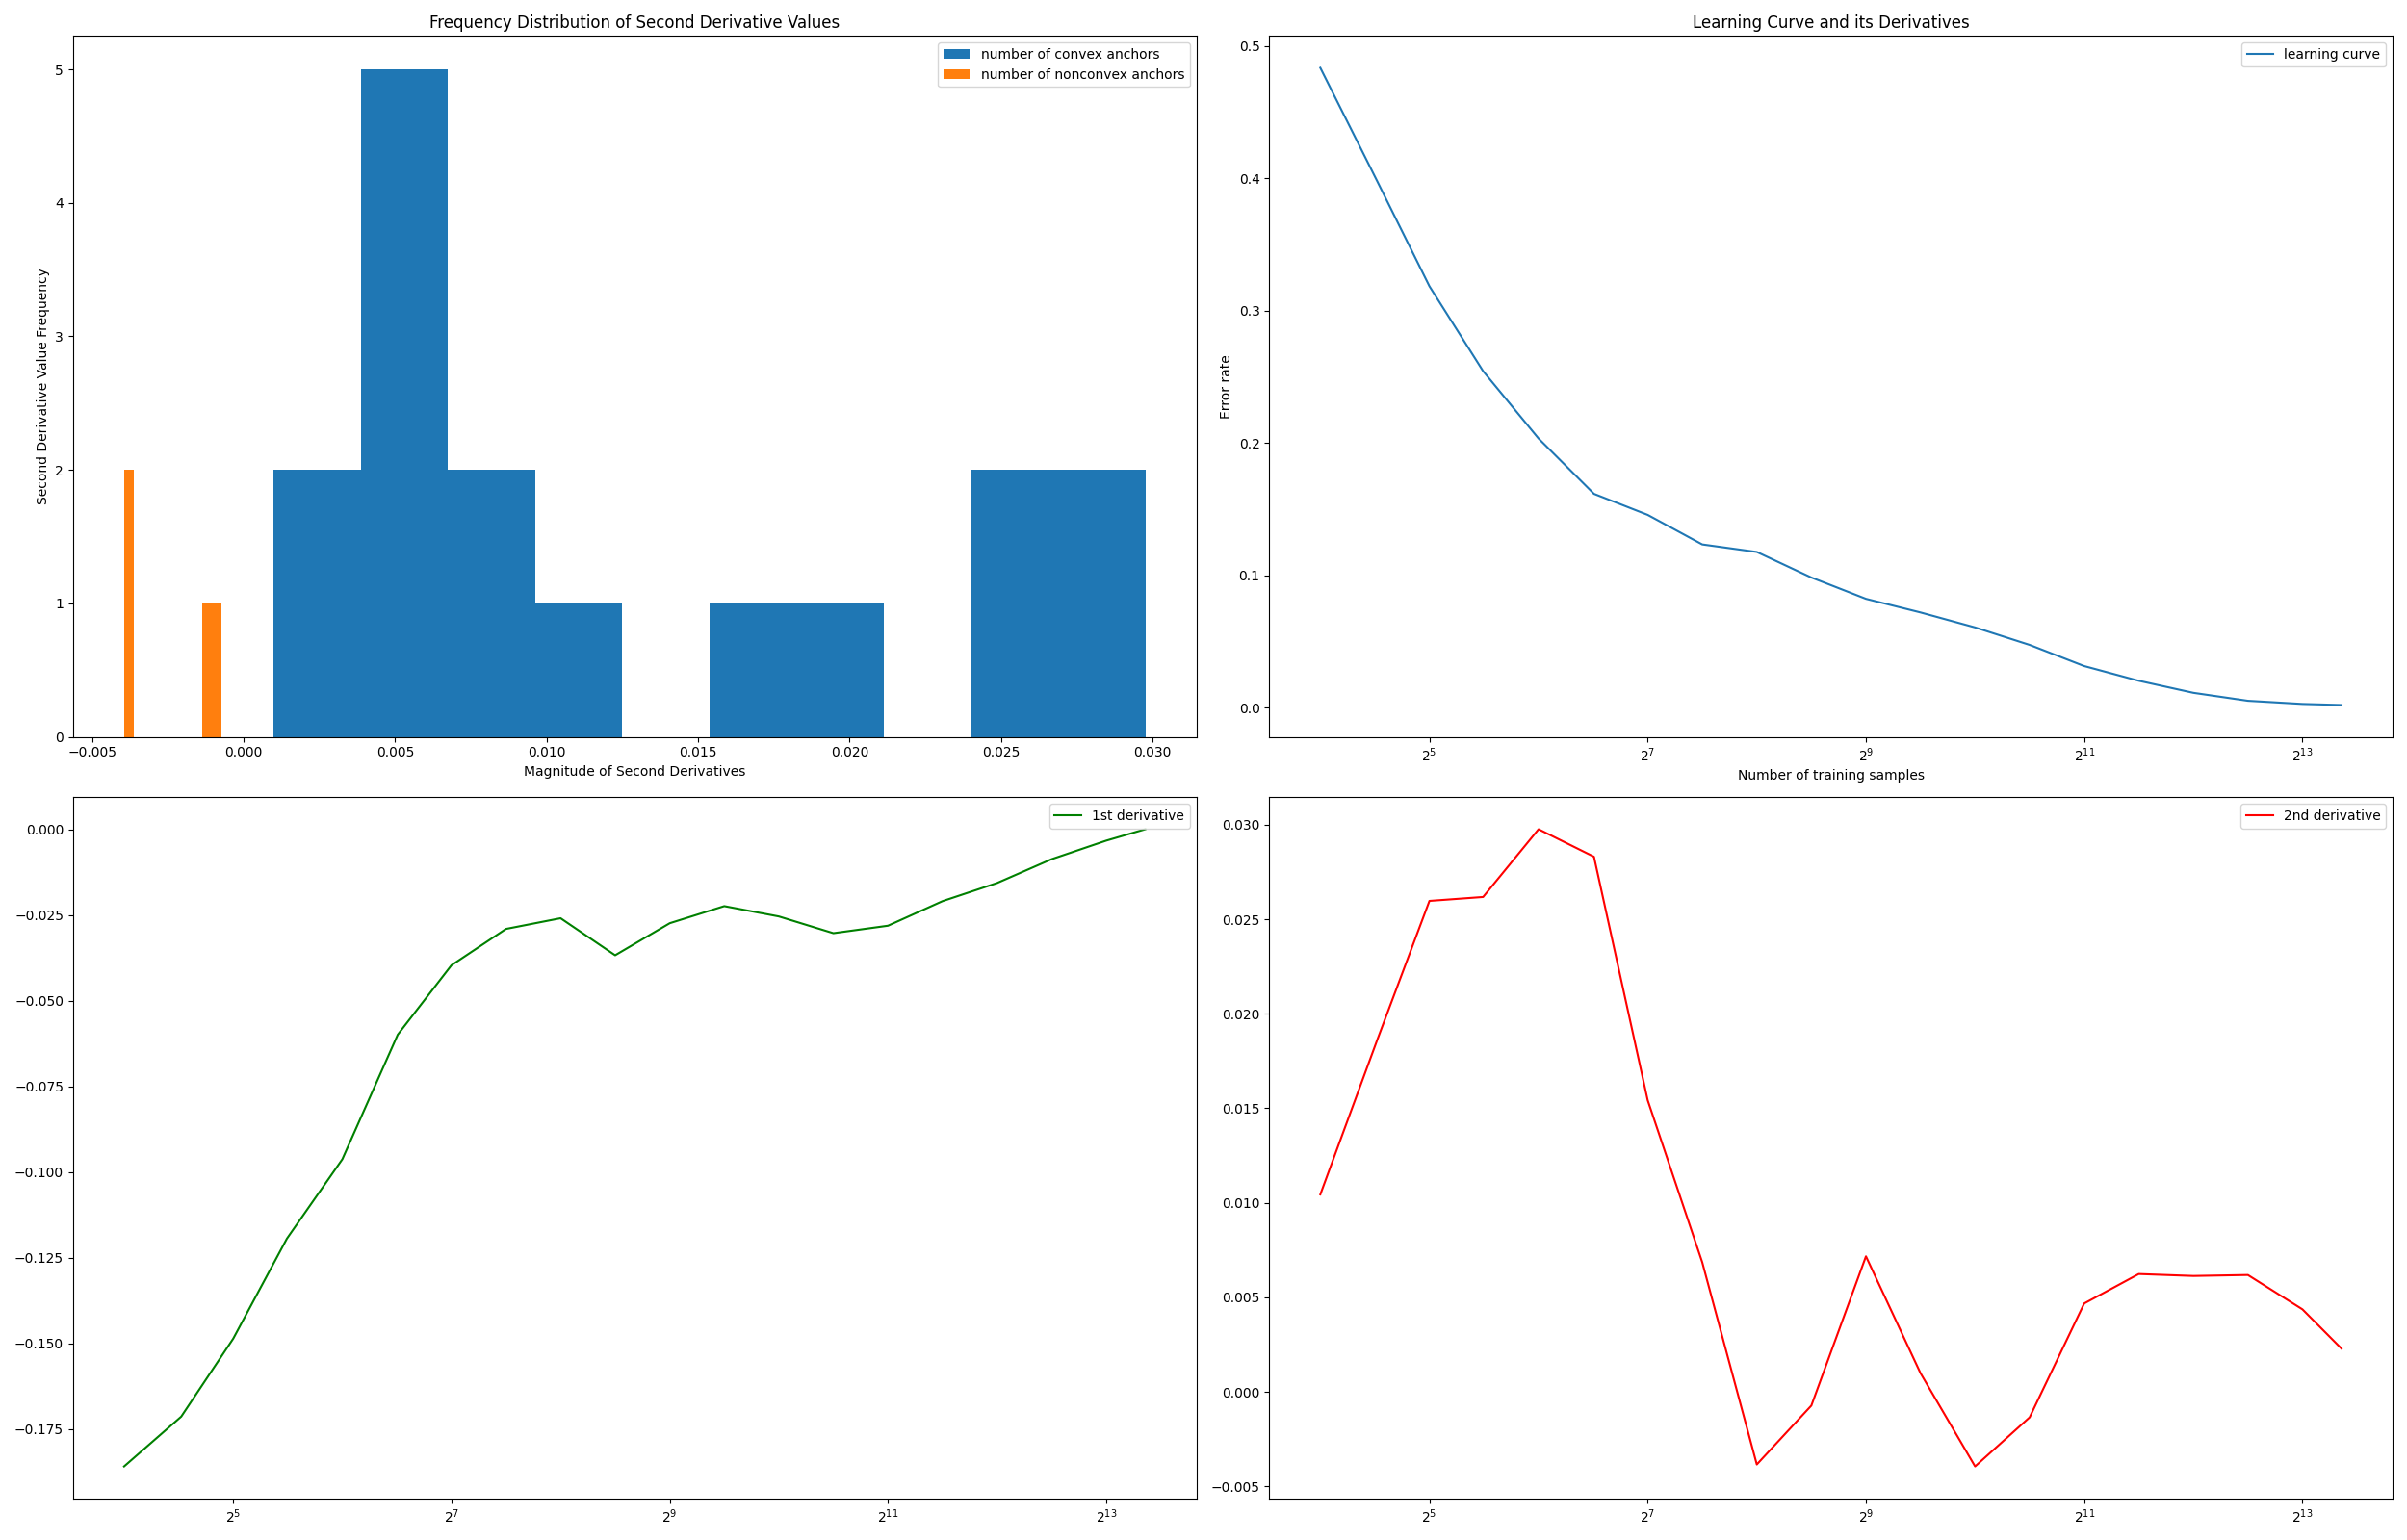 Frequency Distribution of Second Derivative Values
number of convex anchors
number of nonconvex anchors
5
4
3
2
1
0
Second Derivative Value Frequency
−0.005 0.000 0.005 0.010 0.015 0.020 0.025 0.030
Magnitude of Second Derivatives
Learning Curve and its Derivatives
learning curve
0.5
0.4
0.3
0.2
0.1
0.0
Error rate
2⁵ 2⁷ 2⁹ 2¹¹ 2¹³
Number of training samples
1st derivative
0.000
−0.025
−0.050
−0.075
−0.100
−0.125
−0.150
−0.175
2⁵ 2⁷ 2⁹ 2¹¹ 2¹³
2nd derivative
0.030
0.025
0.020
0.015
0.010
0.005
0.000
−0.005
2⁵ 2⁷ 2⁹ 2¹¹ 2¹³